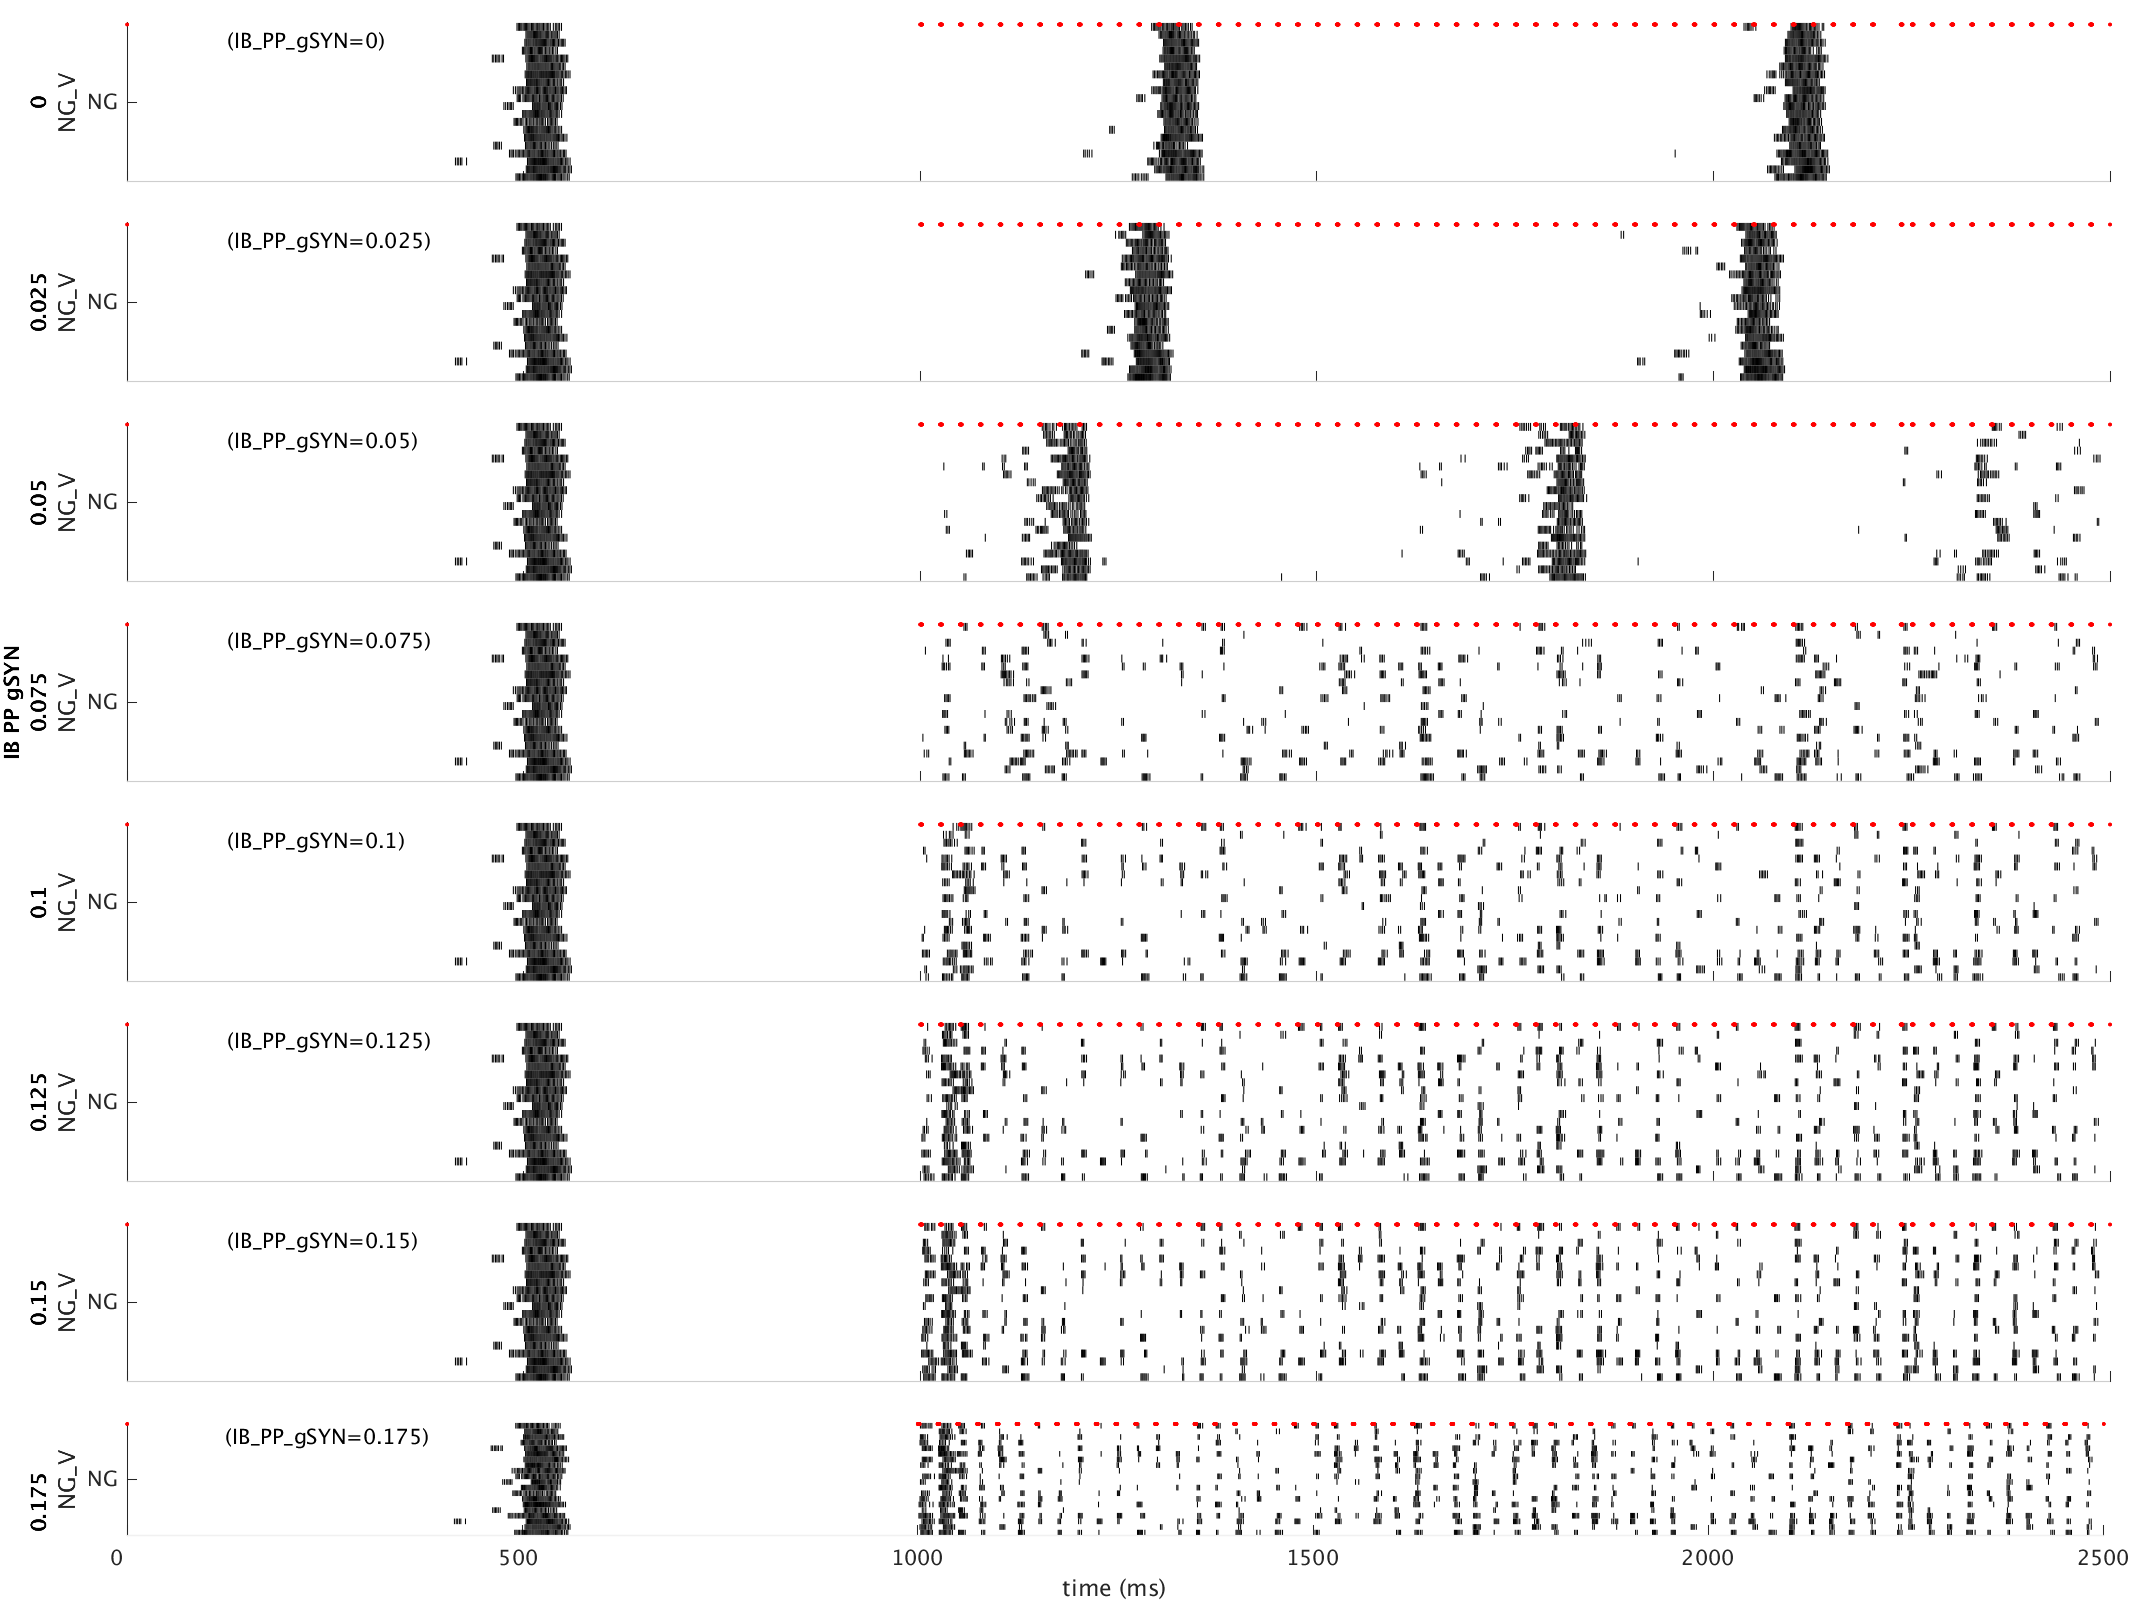 (IB_PP_gSYN=0)
0
NG_V
NG
(IB_PP_gSYN=0.025)
0.025
NG_V
NG
(IB_PP_gSYN=0.05)
0.05
NG_V
NG
IB PP gSYN
(IB_PP_gSYN=0.075)
0.075
NG_V
NG
(IB_PP_gSYN=0.1)
0.1
NG_V
NG
(IB_PP_gSYN=0.125)
0.125
NG_V
NG
(IB_PP_gSYN=0.15)
0.15
NG_V
NG
(IB_PP_gSYN=0.175)
0.175
NG_V
NG
0 500 1000 1500 2000 2500
time (ms)